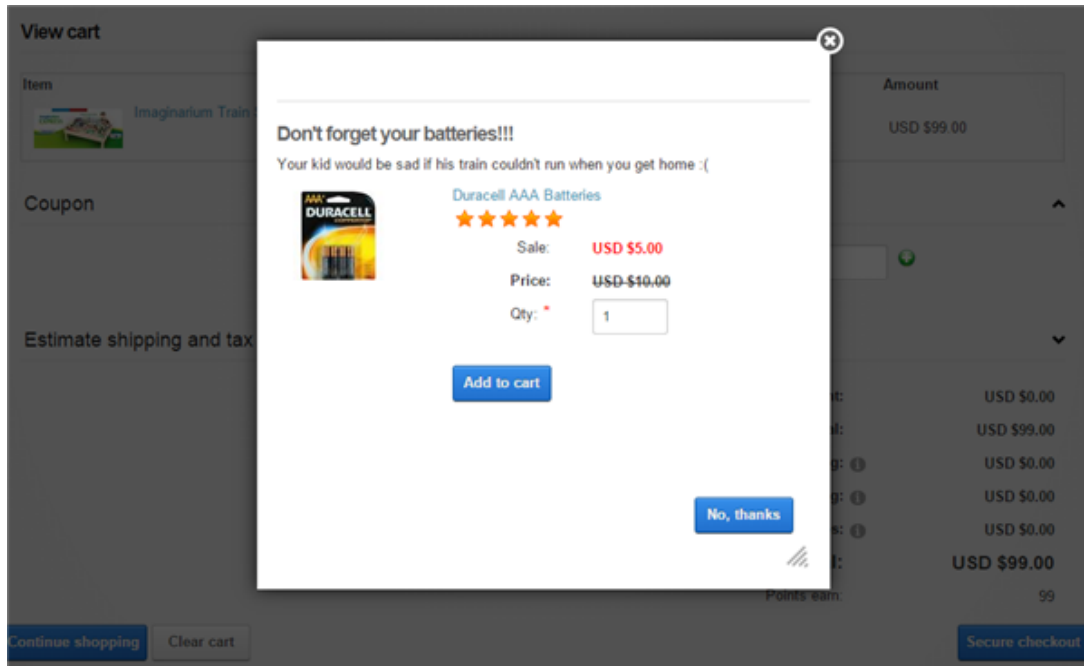 View cart
Item
Amount
Imaginarium Train
USD $99.00
Don't forget your batteries!!!
Your kid would be sad if his train couldn't run when you get home :(
AAA
DURACELL
Duracell AAA Batteries
Sale: USD $5.00
Price: USD $10.00
Qty: * 1
Add to cart
No, thanks
Coupon
Estimate shipping and tax
USD $0.00
USD $99.00
USD $0.00
USD $0.00
USD $0.00
USD $99.00
Points earn: 99
Continue shopping
Clear cart
Secure checkout